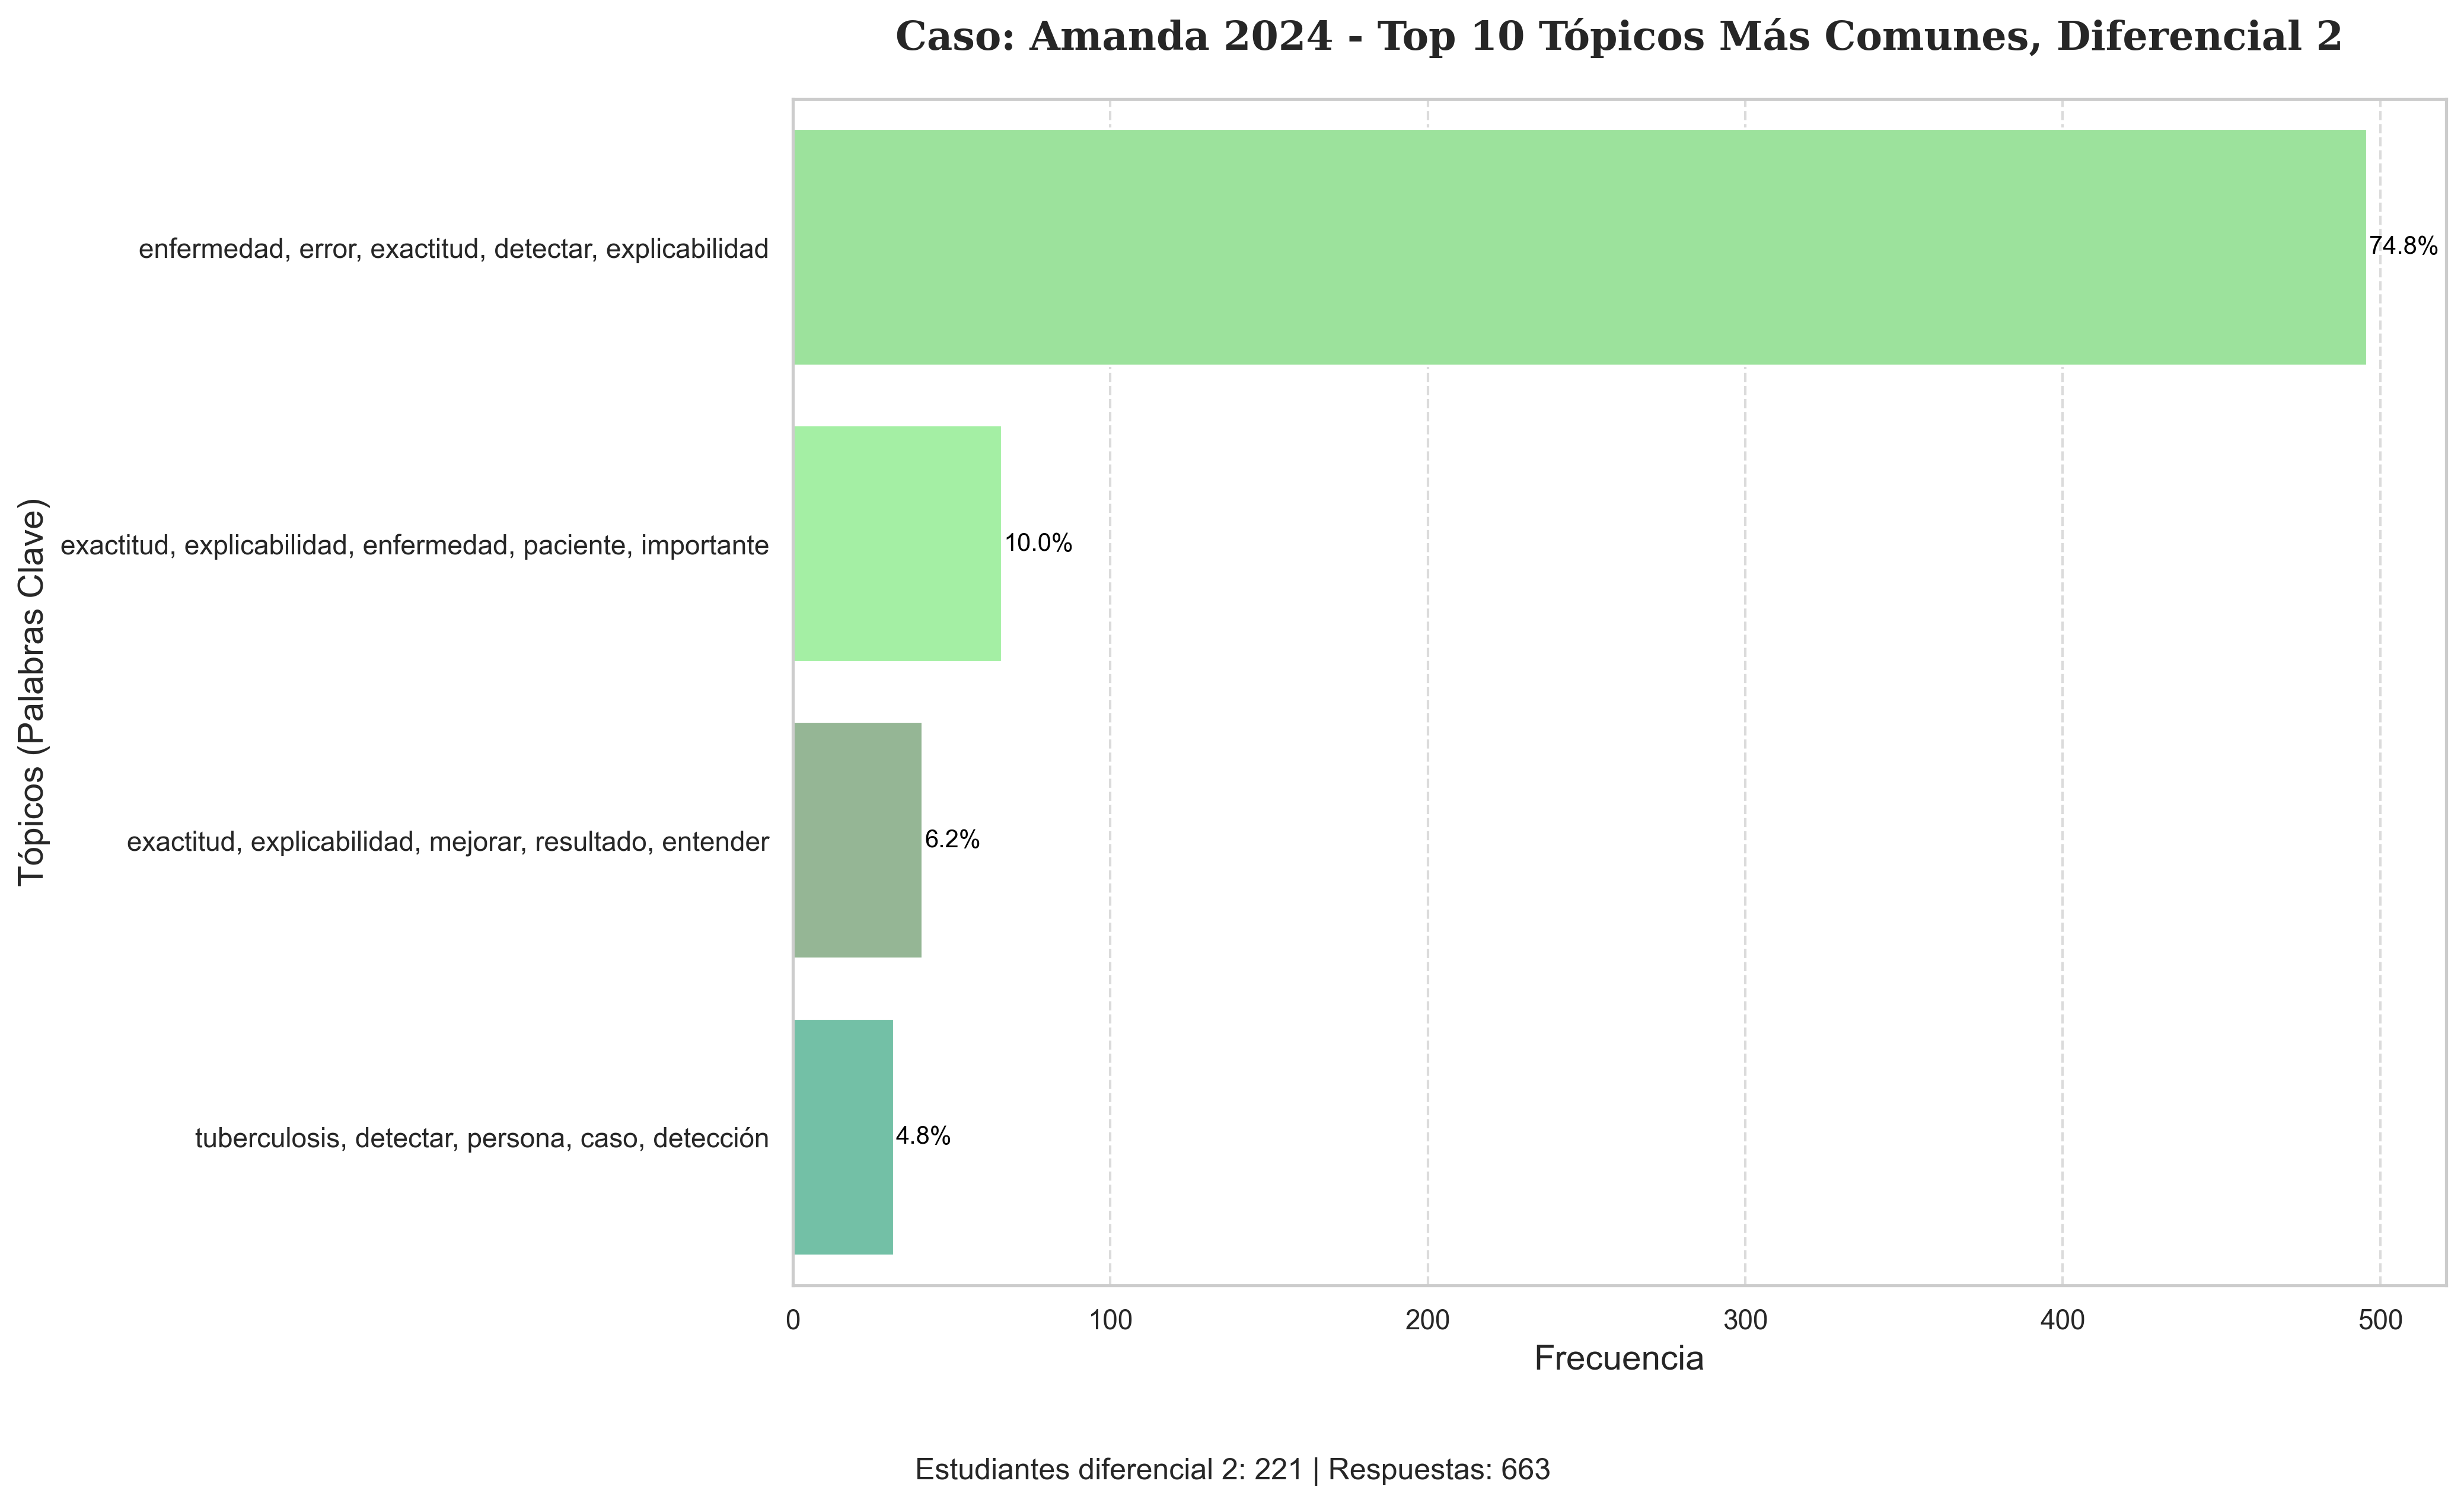 Caso: Amanda 2024 - Top 10 Tópicos Más Comunes, Diferencial 2
Tópicos (Palabras Clave)
enfermedad, error, exactitud, detectar, explicabilidad
74.8%
exactitud, explicabilidad, enfermedad, paciente, importante
10.0%
exactitud, explicabilidad, mejorar, resultado, entender
6.2%
tuberculosis, detectar, persona, caso, detección
4.8%
0 100 200 300 400 500
Frecuencia
Estudiantes diferencial 2: 221 | Respuestas: 663